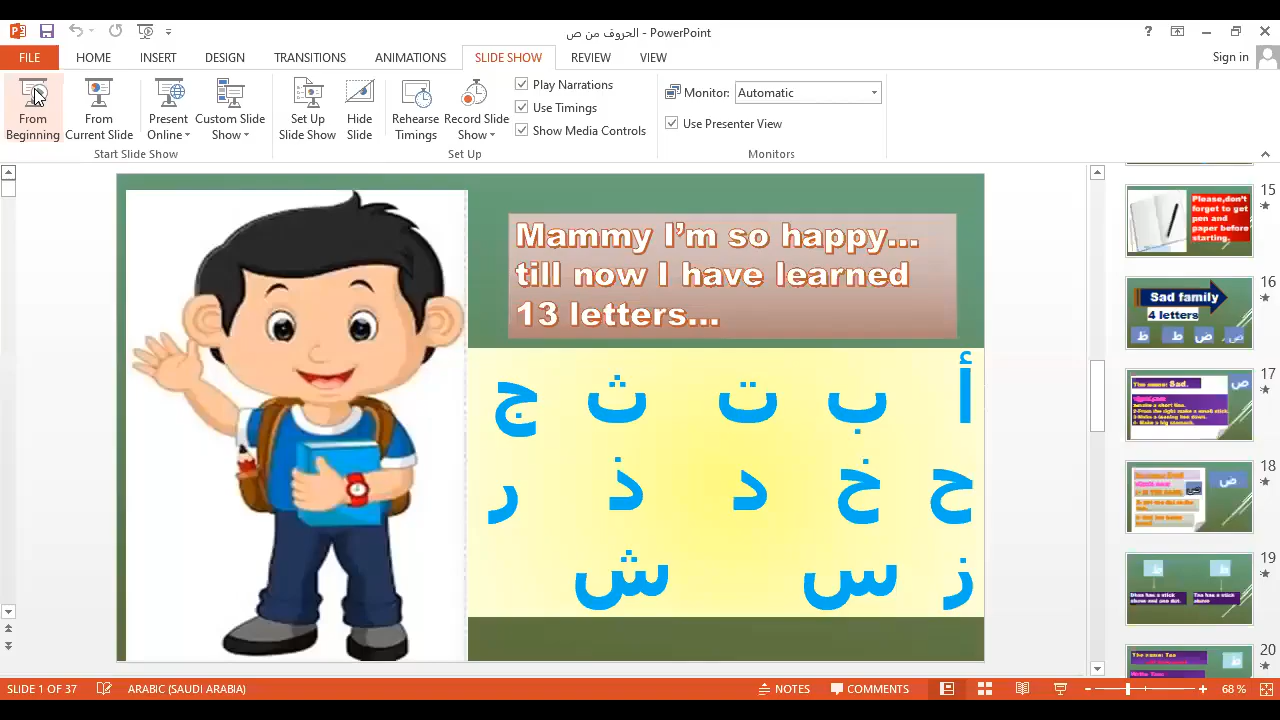 الحروف من ص - PowerPoint
FILE HOME INSERT DESIGN TRANSITIONS ANIMATIONS SLIDE SHOW REVIEW VIEW Sign in
From Beginning
From Current Slide
Present Online
Custom Slide Show
Set Up Slide Show
Hide Slide
Rehearse Timings
Record Slide Show
Play Narrations
Use Timings
Show Media Controls
Monitor: Automatic
Use Presenter View
Start Slide Show
Set Up
Monitors
Mammy I'm so happy...
till now I have learned
13 letters...
أ ب ت ث ج
ح خ د ذ ر
ز س ش
15
Please,don't
forget to get
pen and
paper before
starting.
16
Sad family
4 letters
ص ض ط ظ
17
The name: Sad.
ص
18
ض
19
ظ ط
20
SLIDE 1 OF 37 ARABIC (SAUDI ARABIA) NOTES COMMENTS 68 %